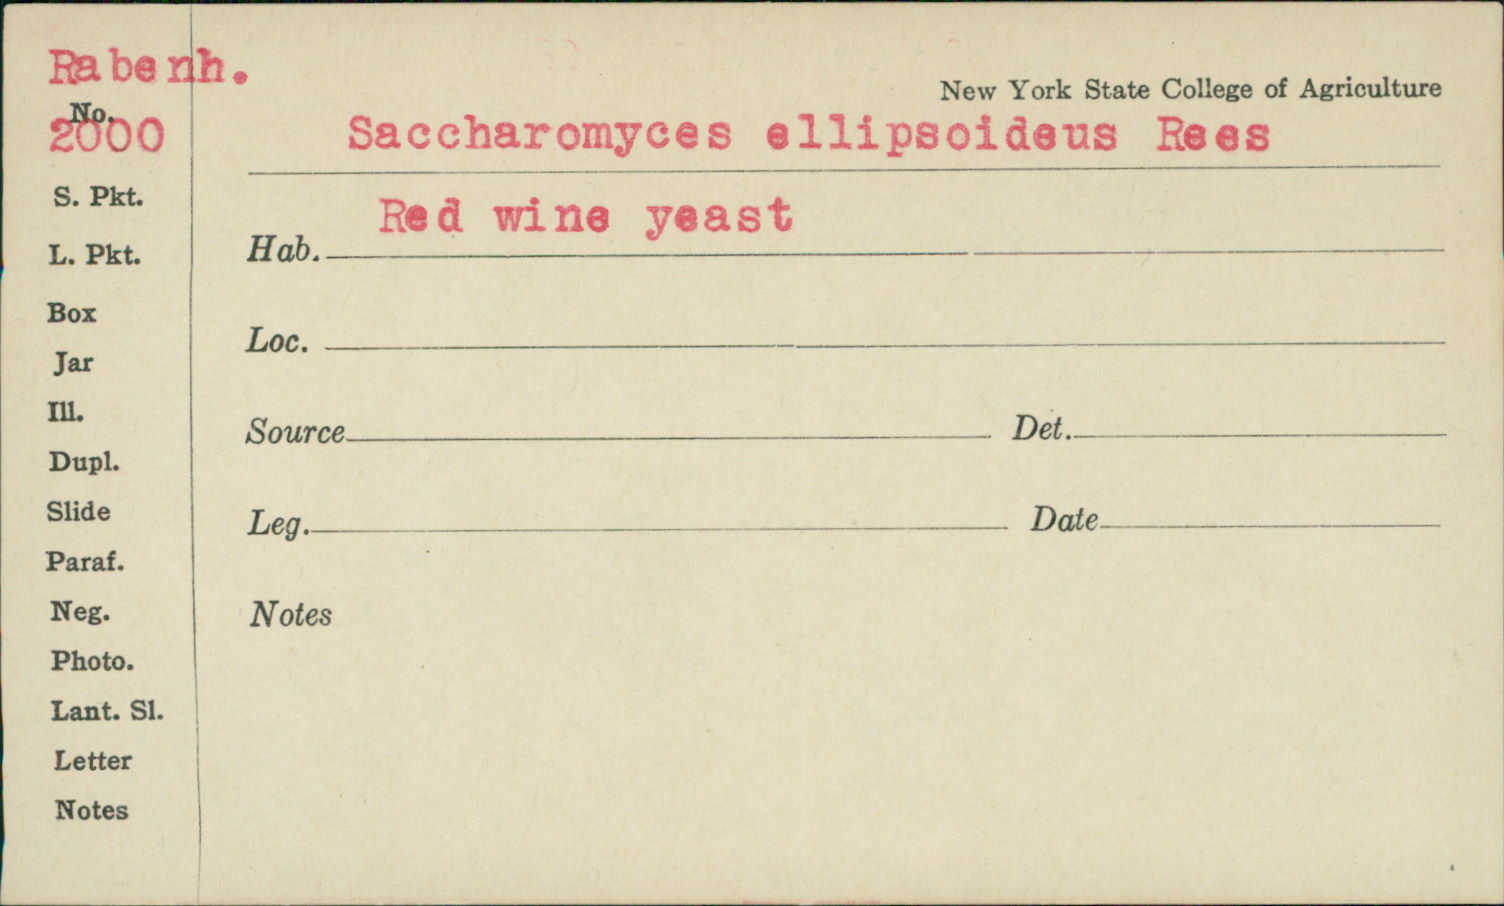 Rabenh.
New York State College of Agriculture
No.
2000
Saccharomyces ellipsoideus Rees
S. Pkt.
Red wine yeast
L. Pkt.
Hab.
Box
Loc.
Jar
Ill.
Source Det.
Dupl.
Slide
Leg. Date
Paraf.
Neg.
Notes
Photo.
Lant. Sl.
Letter
Notes